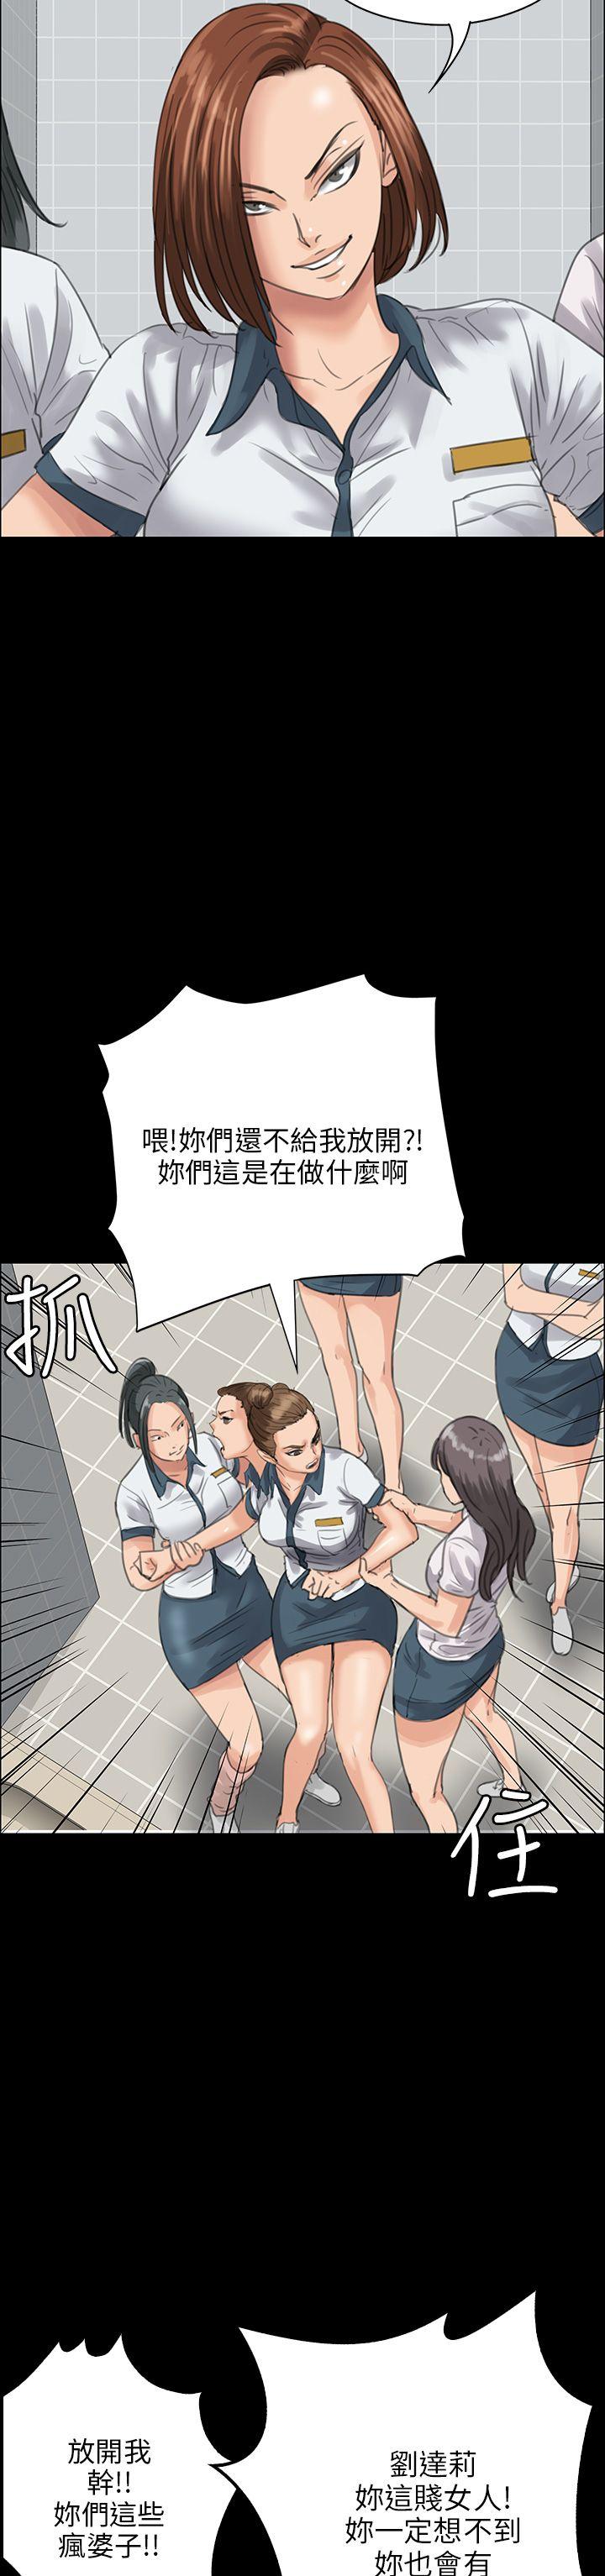 喂!妳們還不給我放開?!
妳們這是在做什麼啊
抓
住
放開我
幹!!
妳們這些
瘋婆子!!
劉達莉
妳這賤女人!
妳一定想不到
妳也會有